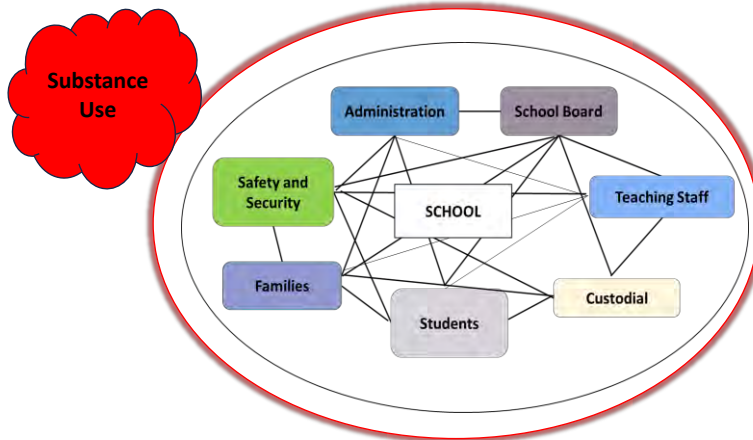 Substance
Use
Administration
School Board
Safety and
Security
SCHOOL
Teaching Staff
Families
Custodial
Students